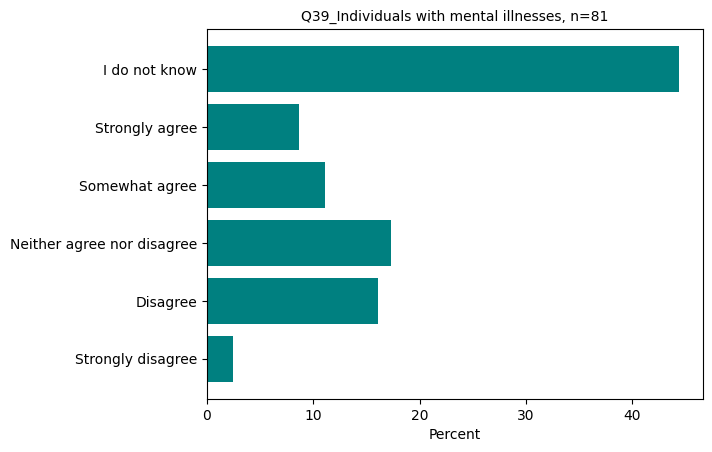 Q39_Individuals with mental illnesses, n=81
I do not know
Strongly agree
Somewhat agree
Neither agree nor disagree
Disagree
Strongly disagree
0 10 20 30 40
Percent